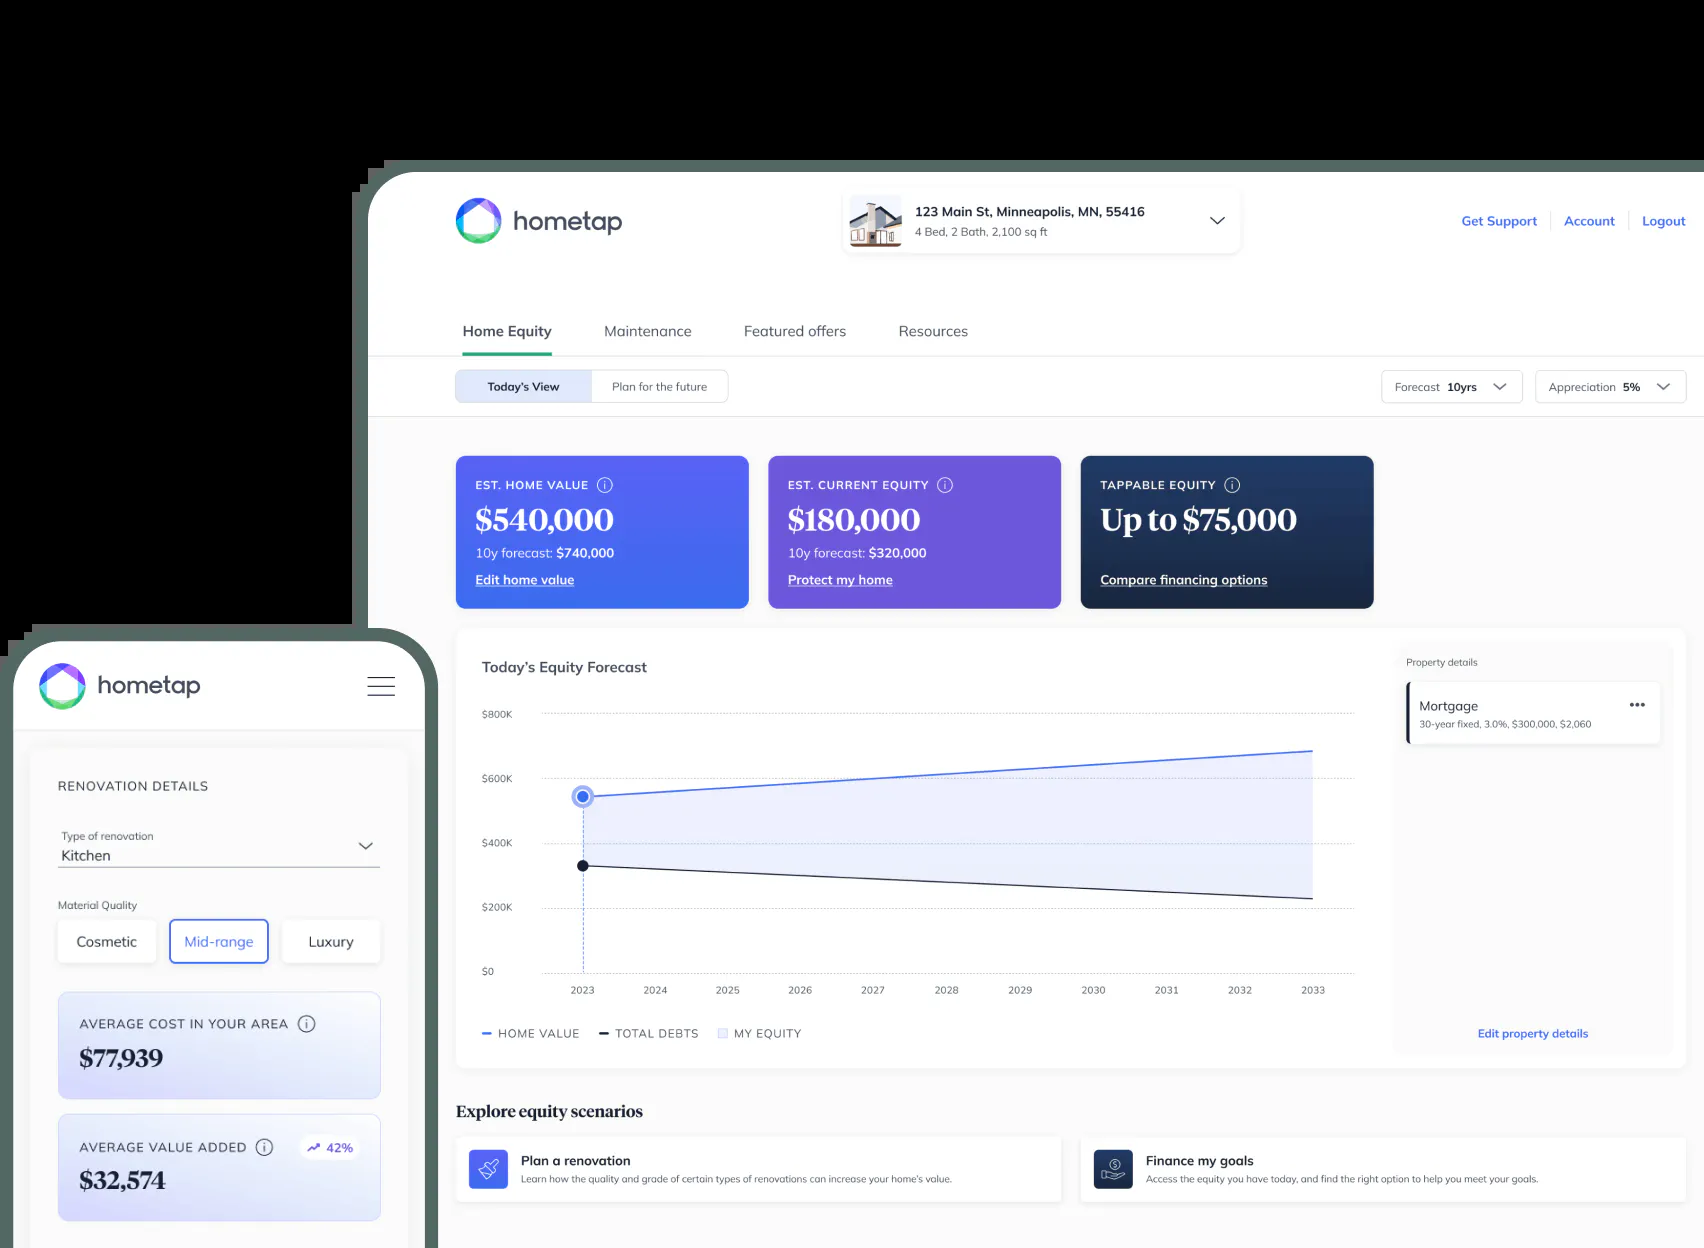 hometap
123 Main St, Minneapolis, MN, 55416
4 Bed, 2 Bath, 2,100 sq ft
Get Support
Account
Logout
Home Equity
Maintenance
Featured offers
Resources
Today's View
Plan for the future
Forecast 10yrs
Appreciation 5%
EST. HOME VALUE
$540,000
10y forecast: $740,000
Edit home value
EST. CURRENT EQUITY
$180,000
10y forecast: $320,000
Protect my home
TAPPABLE EQUITY
Up to $75,000
Compare financing options
Today's Equity Forecast
$800K
$600K
$400K
$200K
$0
2023 2024 2025 2026 2027 2028 2029 2030 2031 2032 2033
HOME VALUE
TOTAL DEBTS
MY EQUITY
Property details
Mortgage
30-year fixed, 3.0%, $300,000, $2,060
Edit property details
Explore equity scenarios
Plan a renovation
Learn how the quality and grade of certain types of renovations can increase your home's value.
Finance my goals
Access the equity you have today, and find the right option to help you meet your goals.
hometap
RENOVATION DETAILS
Type of renovation
Kitchen
Material Quality
Cosmetic
Mid-range
Luxury
AVERAGE COST IN YOUR AREA
$77,939
AVERAGE VALUE ADDED
42%
$32,574